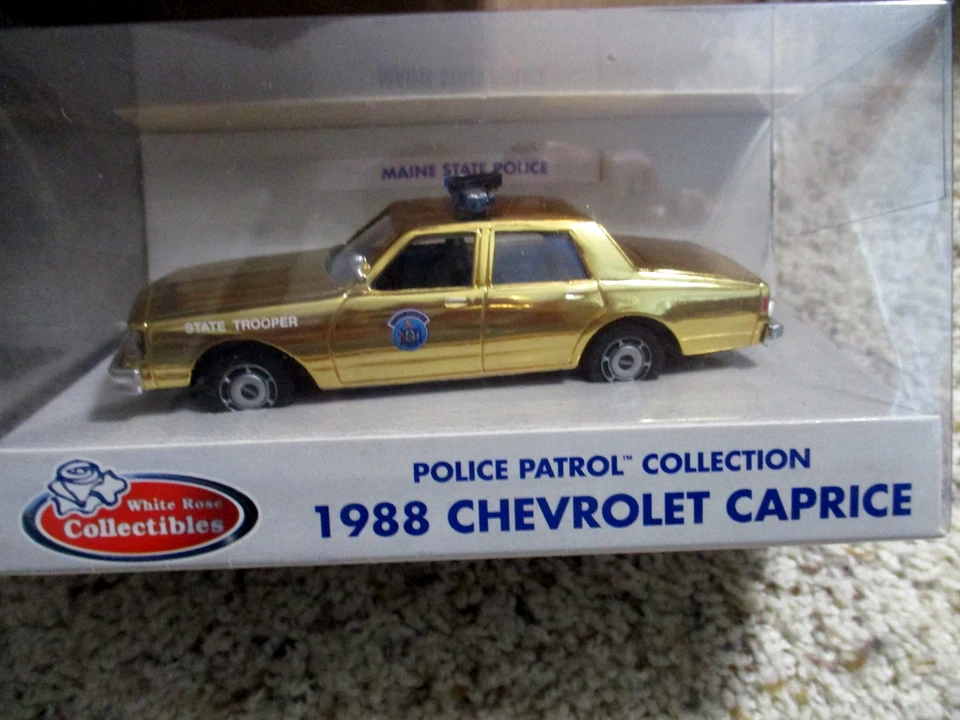 MAINE STATE POLICE
STATE TROOPER
POLICE PATROL™ COLLECTION
1988 CHEVROLET CAPRICE
White Rose
Collectibles